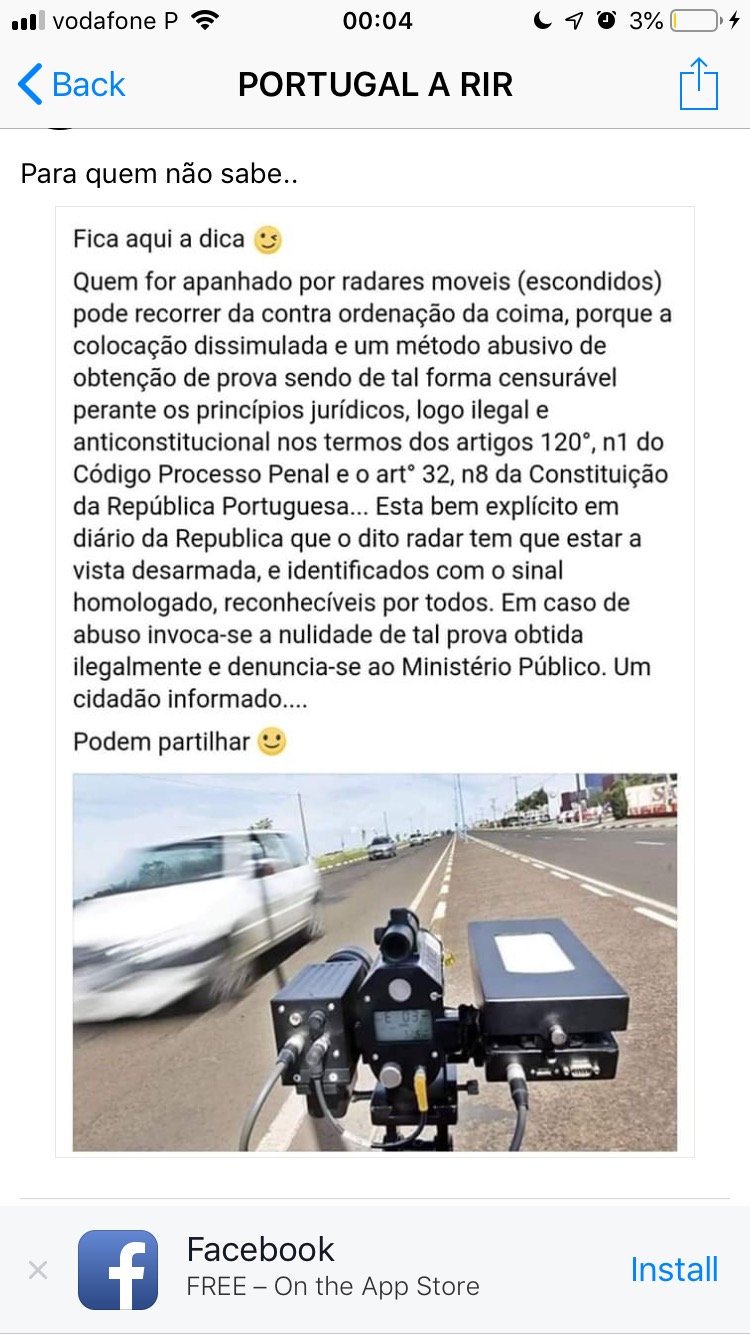 vodafone P
00:04
3%
Back
PORTUGAL A RIR
Para quem não sabe..
Fica aqui a dica 😉
Quem for apanhado por radares moveis (escondidos)
pode recorrer da contra ordenação da coima, porque a
colocação dissimulada e um método abusivo de
obtenção de prova sendo de tal forma censurável
perante os princípios jurídicos, logo ilegal e
anticonstitucional nos termos dos artigos 120°, n1 do
Código Processo Penal e o art° 32, n8 da Constituição
da República Portuguesa... Esta bem explícito em
diário da Republica que o dito radar tem que estar a
vista desarmada, e identificados com o sinal
homologado, reconhecíveis por todos. Em caso de
abuso invoca-se a nulidade de tal prova obtida
ilegalmente e denuncia-se ao Ministério Público. Um
cidadão informado....
Podem partilhar 🙂
Facebook
FREE – On the App Store
Install